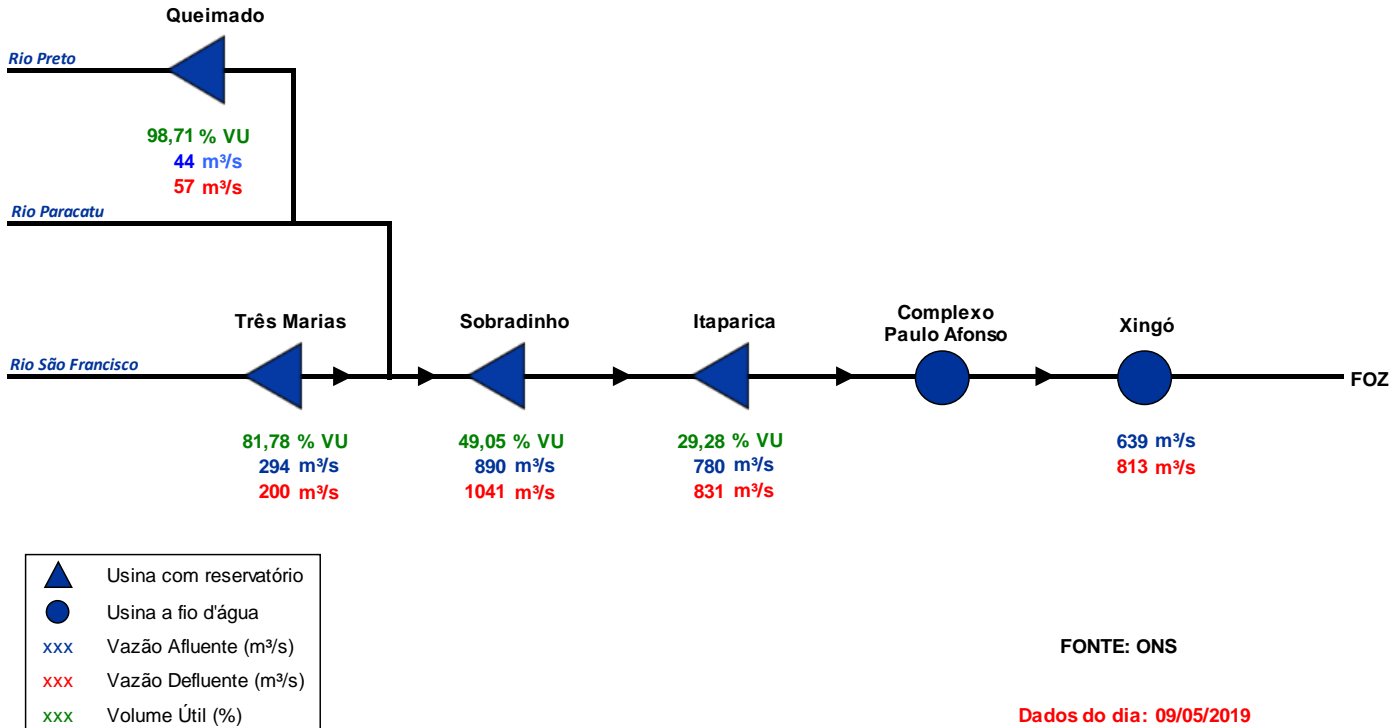 Queimado
Rio Preto
98,71 % VU
44 m³/s
57 m³/s
Rio Paracatu
Três Marias
Sobradinho
Itaparica
Complexo
Paulo Afonso
Xingó
Rio São Francisco
FOZ
81,78 % VU
294 m³/s
200 m³/s
49,05 % VU
890 m³/s
1041 m³/s
29,28 % VU
780 m³/s
831 m³/s
639 m³/s
813 m³/s
Usina com reservatório
Usina a fio d'água
xxx Vazão Afluente (m³/s)
xxx Vazão Defluente (m³/s)
xxx Volume Útil (%)
FONTE: ONS
Dados do dia: 09/05/2019